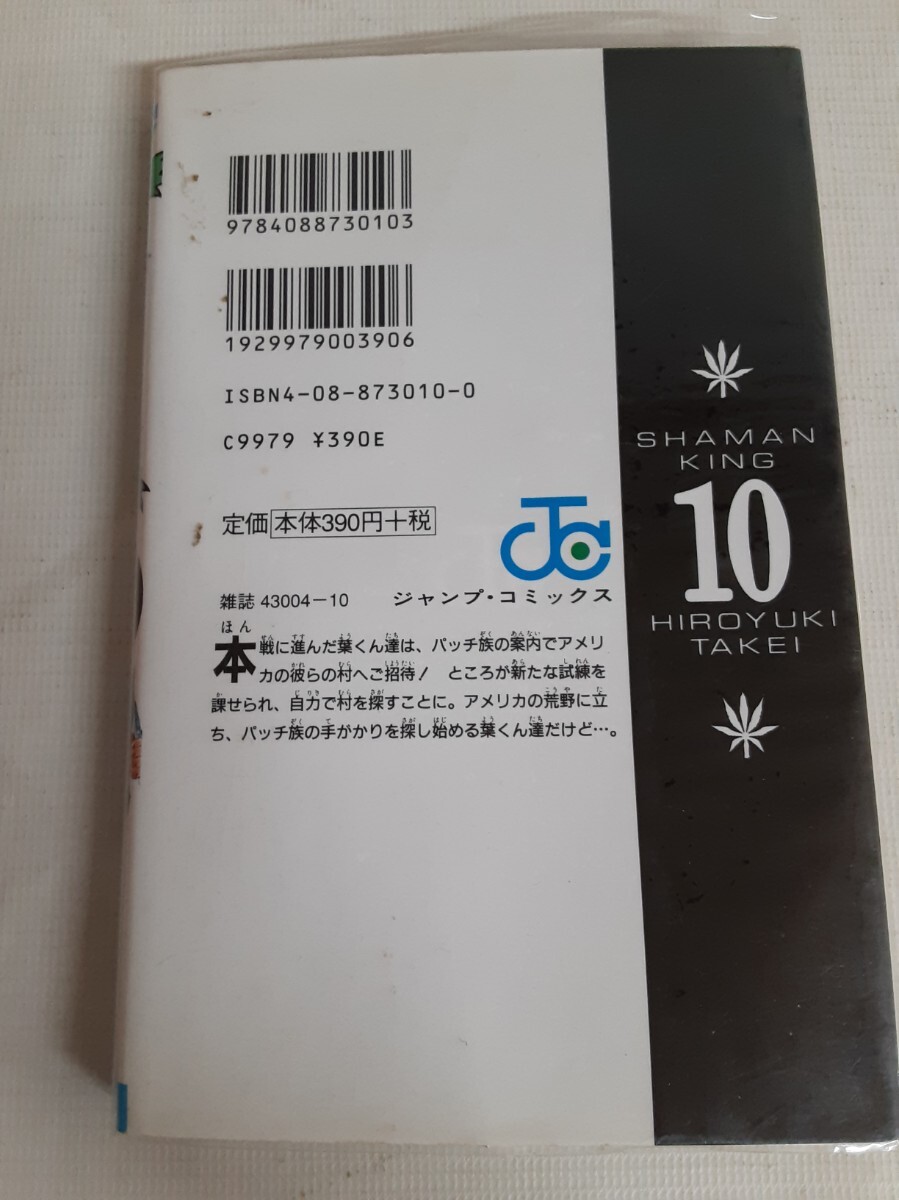 9784088730103
1929979003906
ISBN4-08-873010-0
C9979 ¥390E
定価 本体390円+税
雑誌 43004-10 ジャンプ・コミックス
本戦に進んだ葉くん達は、パッチ族の案内でアメリ
カの彼らの村へご招待! ところが新たな試練を
課せられ、自力で村を探すことに。アメリカの荒野に立
ち、パッチ族の手がかりを探し始める葉くん達だけど…。
SHAMAN
KING
10
HIROYUKI
TAKEI